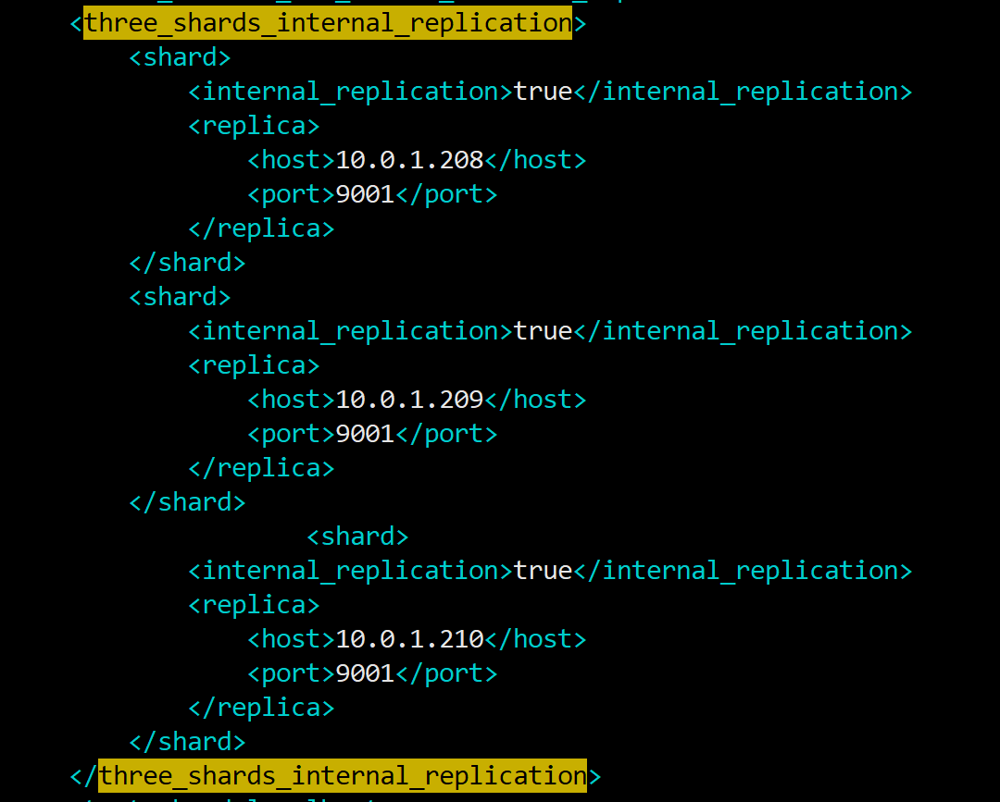 <three_shards_internal_replication>
<shard>
<internal_replication>true</internal_replication>
<replica>
<host>10.0.1.208</host>
<port>9001</port>
</replica>
</shard>
<shard>
<internal_replication>true</internal_replication>
<replica>
<host>10.0.1.209</host>
<port>9001</port>
</replica>
</shard>
<shard>
<internal_replication>true</internal_replication>
<replica>
<host>10.0.1.210</host>
<port>9001</port>
</replica>
</shard>
</three_shards_internal_replication>